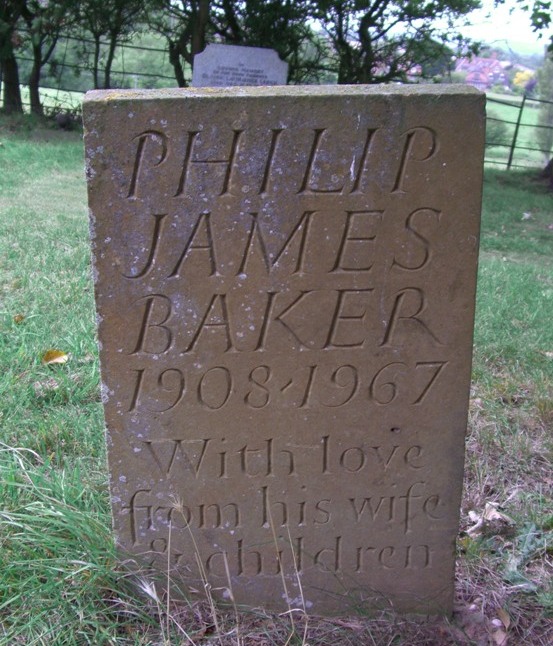 PHILIP
JAMES
BAKER
1908-1967
With love
from his wife
& children